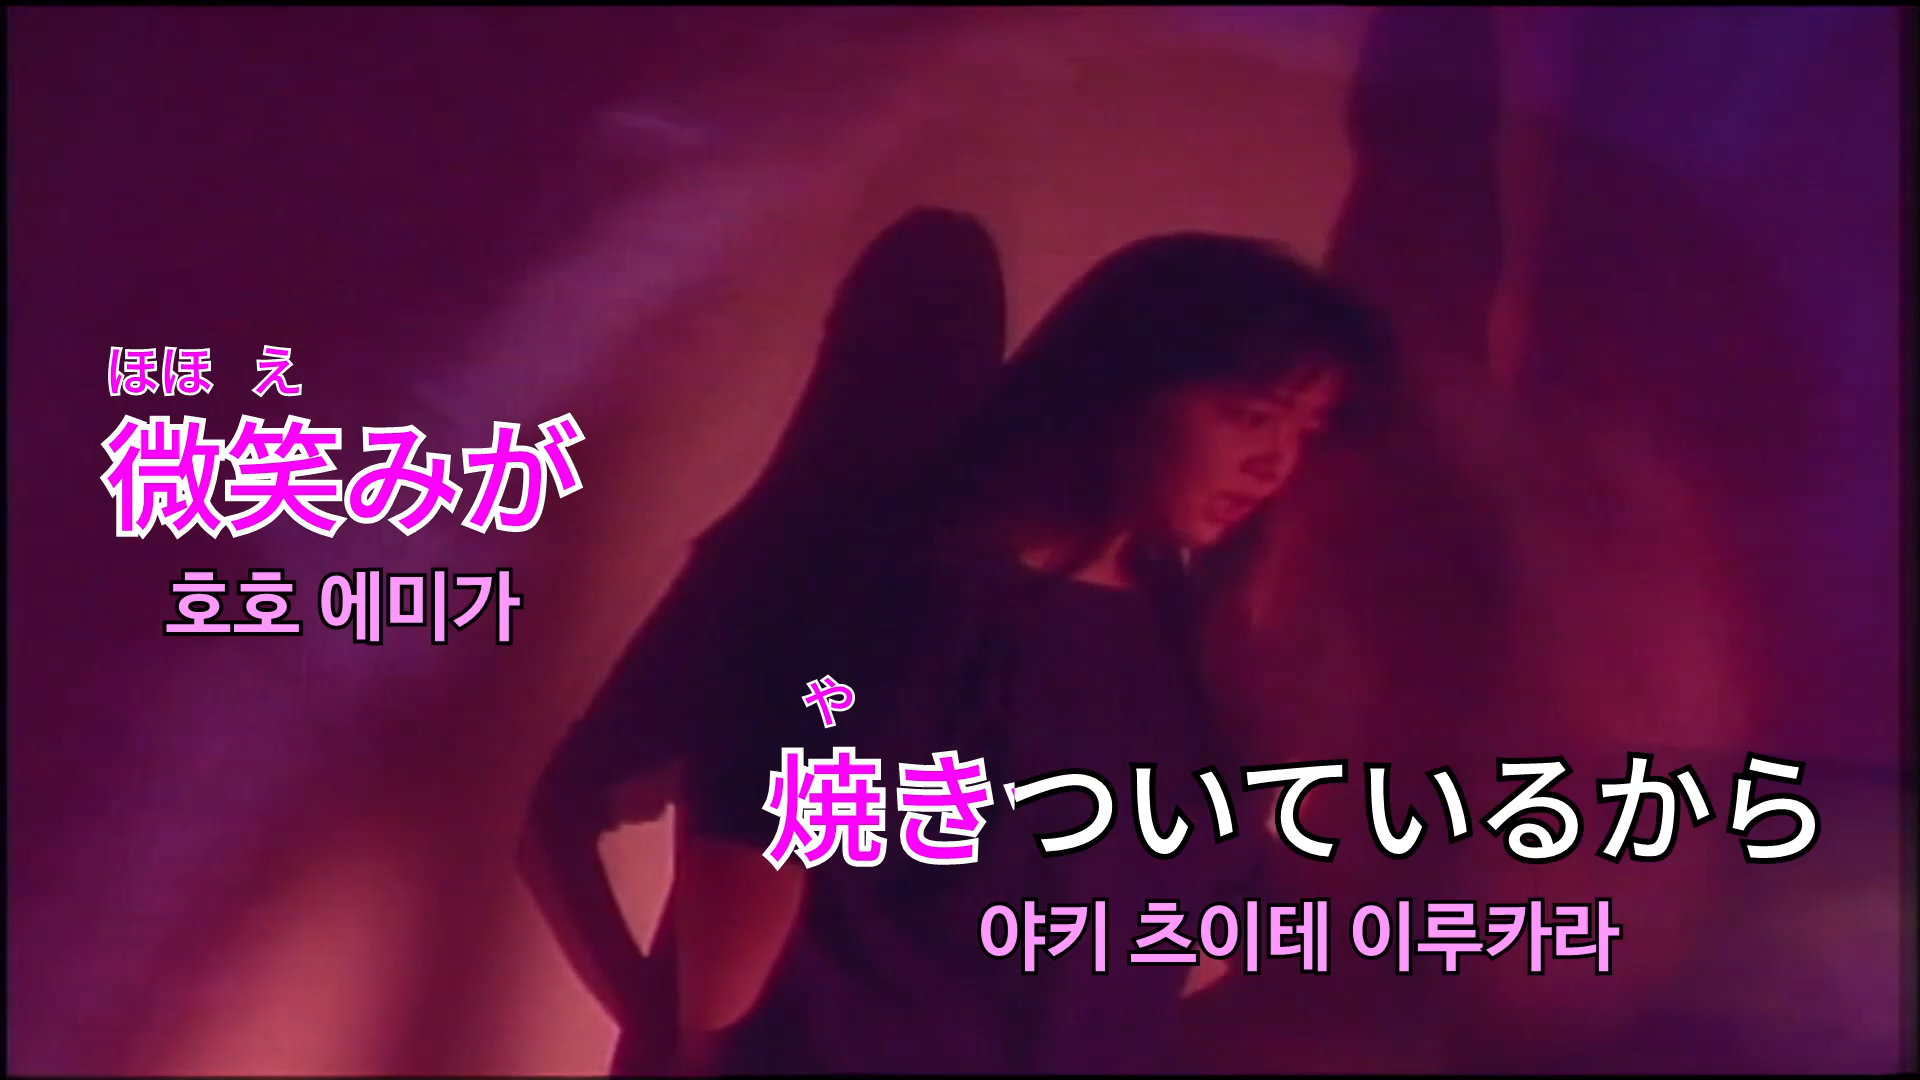 ほほ え
微笑みが
호호 에미가
や
焼きついているから
야키 츠이테 이루카라